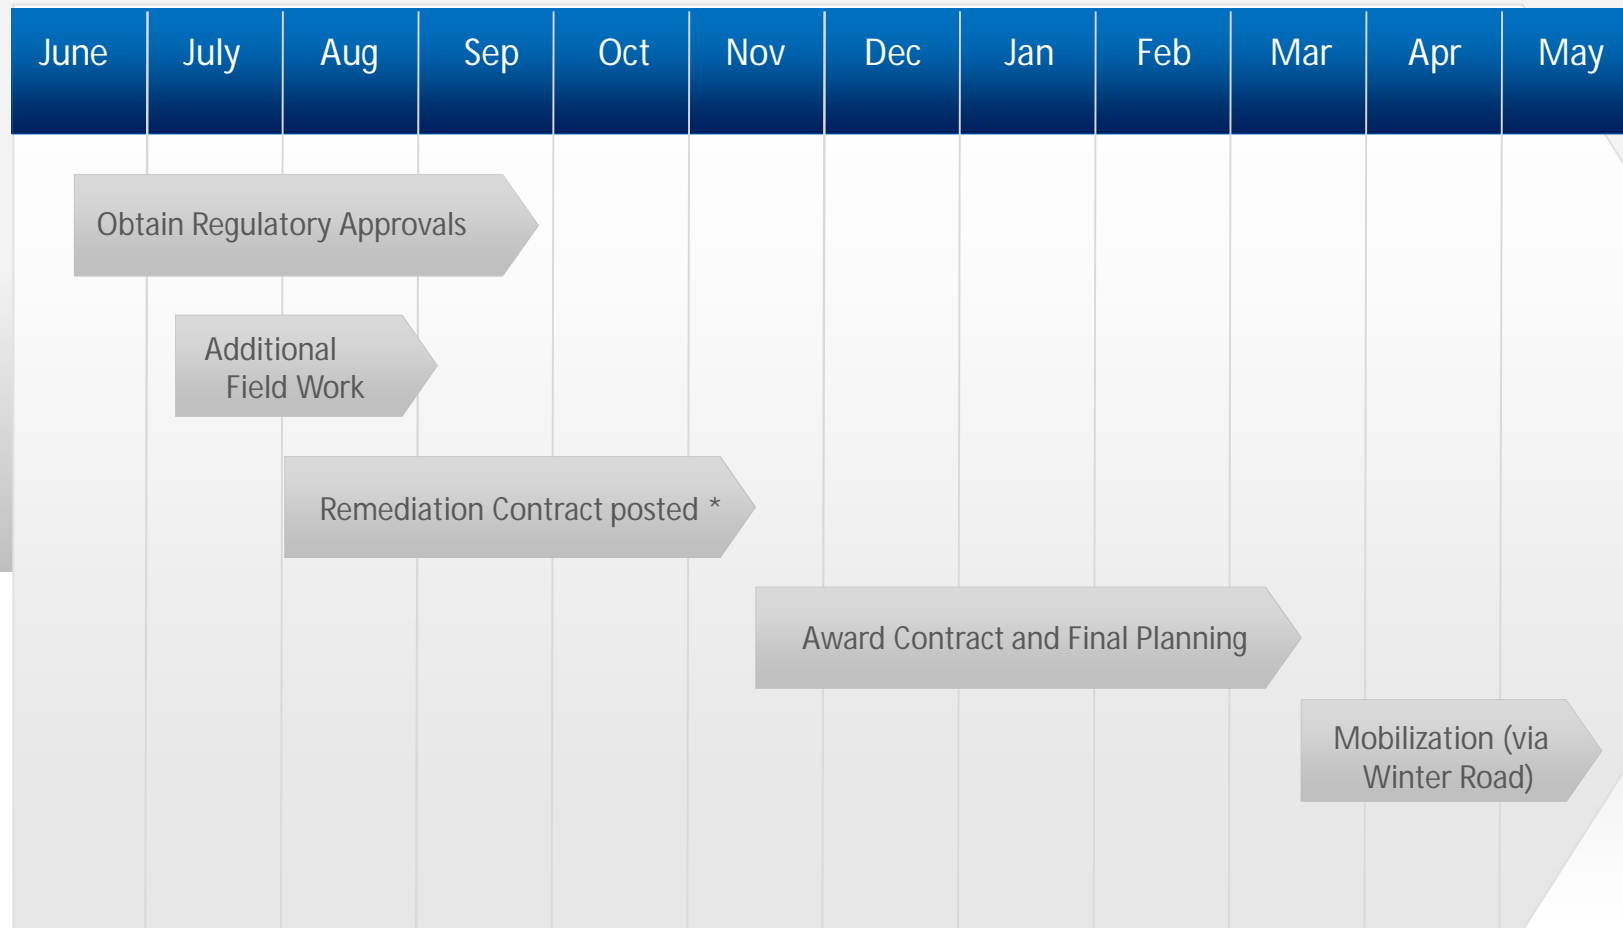 June July Aug Sep Oct Nov Dec Jan Feb Mar Apr May
Obtain Regulatory Approvals
Additional
Field Work
Remediation Contract posted *
Award Contract and Final Planning
Mobilization (via
Winter Road)